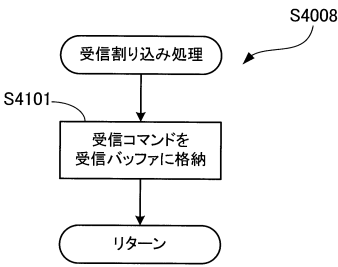 S4008
受信割り込み処理
S4101
受信コマンドを
受信バッファに格納
リターン